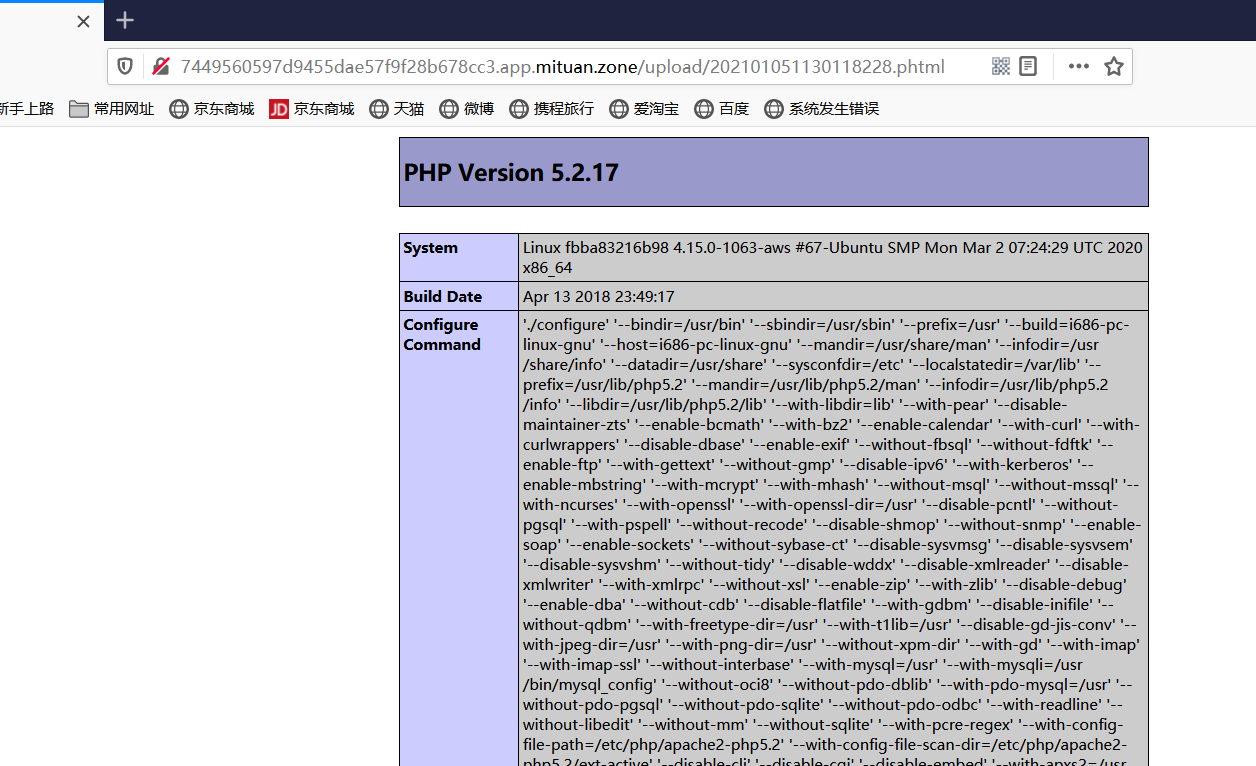 7449560597d9455dae57f9f28b678cc3.app.mituan.zone/upload/202101051130118228.phtml
新手上路 常用网址 京东商城 JD 京东商城 天猫 微博 携程旅行 爱淘宝 百度 系统发生错误
PHP Version 5.2.17
System Linux fbba83216b98 4.15.0-1063-aws #67-Ubuntu SMP Mon Mar 2 07:24:29 UTC 2020
x86_64
Build Date Apr 13 2018 23:49:17
Configure './configure' '--bindir=/usr/bin' '--sbindir=/usr/sbin' '--prefix=/usr' '--build=i686-pc-
Command linux-gnu' '--host=i686-pc-linux-gnu' '--mandir=/usr/share/man' '--infodir=/usr
/share/info' '--datadir=/usr/share' '--sysconfdir=/etc' '--localstatedir=/var/lib' '--
prefix=/usr/lib/php5.2' '--mandir=/usr/lib/php5.2/man' '--infodir=/usr/lib/php5.2
/info' '--libdir=/usr/lib/php5.2/lib' '--with-libdir=lib' '--with-pear' '--disable-
maintainer-zts' '--enable-bcmath' '--with-bz2' '--enable-calendar' '--with-curl' '--with-
curlwrappers' '--disable-dbase' '--enable-exif' '--without-fbsql' '--without-fdftk' '--
enable-ftp' '--with-gettext' '--without-gmp' '--disable-ipv6' '--with-kerberos' '--
enable-mbstring' '--with-mcrypt' '--with-mhash' '--without-msql' '--without-mssql' '--
with-ncurses' '--with-openssl' '--with-openssl-dir=/usr' '--disable-pcntl' '--without-
pgsql' '--with-pspell' '--without-recode' '--disable-shmop' '--without-snmp' '--enable-
soap' '--enable-sockets' '--without-sybase-ct' '--disable-sysvmsg' '--disable-sysvsem'
'--disable-sysvshm' '--without-tidy' '--disable-wddx' '--disable-xmlreader' '--disable-
xmlwriter' '--with-xmlrpc' '--without-xsl' '--enable-zip' '--with-zlib' '--disable-debug'
'--enable-dba' '--without-cdb' '--disable-flatfile' '--with-gdbm' '--disable-inifile' '--
without-qdbm' '--with-freetype-dir=/usr' '--with-t1lib=/usr' '--disable-gd-jis-conv' '--
with-jpeg-dir=/usr' '--with-png-dir=/usr' '--without-xpm-dir' '--with-gd' '--with-imap'
'--with-imap-ssl' '--without-interbase' '--with-mysql=/usr' '--with-mysqli=/usr
/bin/mysql_config' '--without-oci8' '--without-pdo-dblib' '--with-pdo-mysql=/usr' '--
without-pdo-pgsql' '--without-pdo-sqlite' '--without-pdo-odbc' '--with-readline' '--
without-libedit' '--without-mm' '--without-sqlite' '--with-pcre-regex' '--with-config-
file-path=/etc/php/apache2-php5.2' '--with-config-file-scan-dir=/etc/php/apache2-
php5.2/ext-active' '--disable-cli' '--disable-cgi' '--disable-embed' '--with-apxs2=/usr